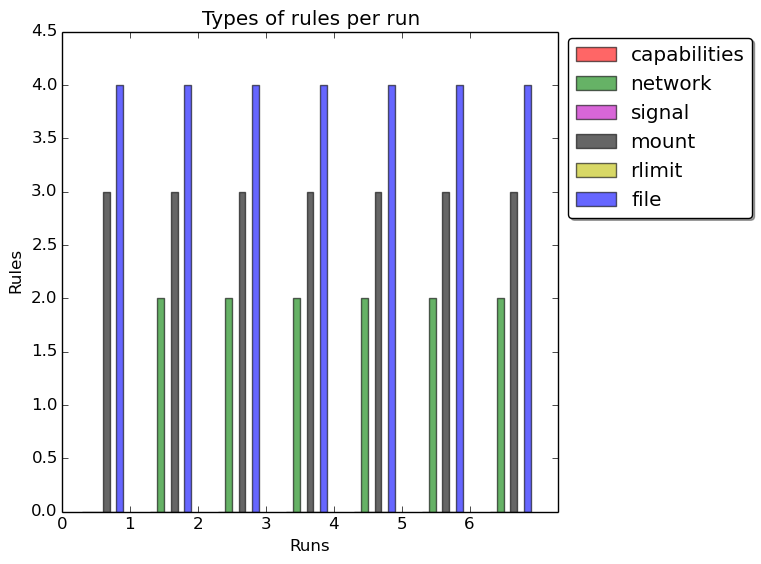 Types of rules per run
4.5
4.0
3.5
3.0
2.5
2.0
1.5
1.0
0.5
0.0
Rules
0 1 2 3 4 5 6
Runs
capabilities
network
signal
mount
rlimit
file